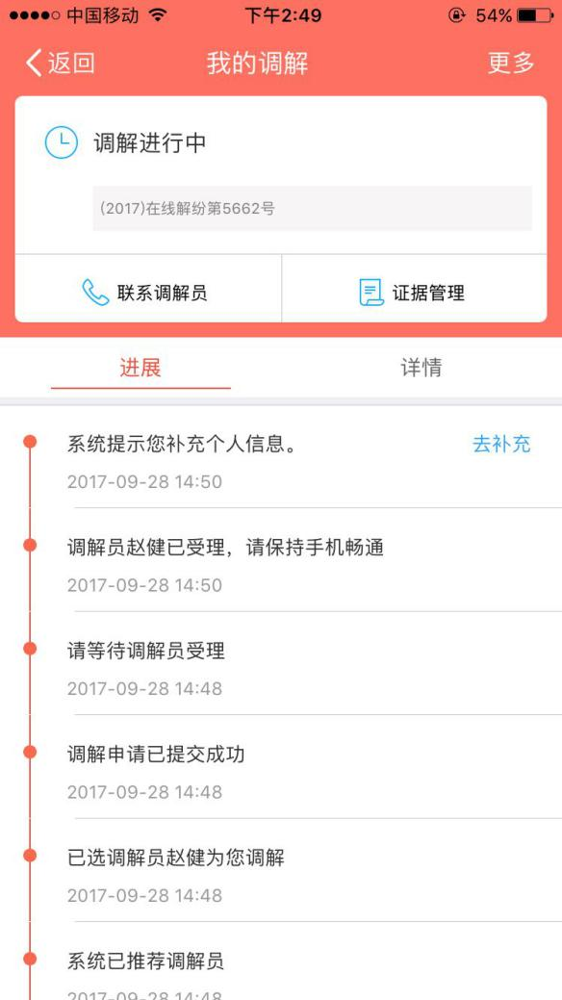 中国移动 下午2:49 54%
返回 我的调解 更多
调解进行中
(2017)在线解纷第5662号
联系调解员 证据管理
进展 详情
系统提示您补充个人信息。 去补充
2017-09-28 14:50
调解员赵健已受理，请保持手机畅通
2017-09-28 14:50
请等待调解员受理
2017-09-28 14:48
调解申请已提交成功
2017-09-28 14:48
已选调解员赵健为您调解
2017-09-28 14:48
系统已推荐调解员
2017-09-28 14:48